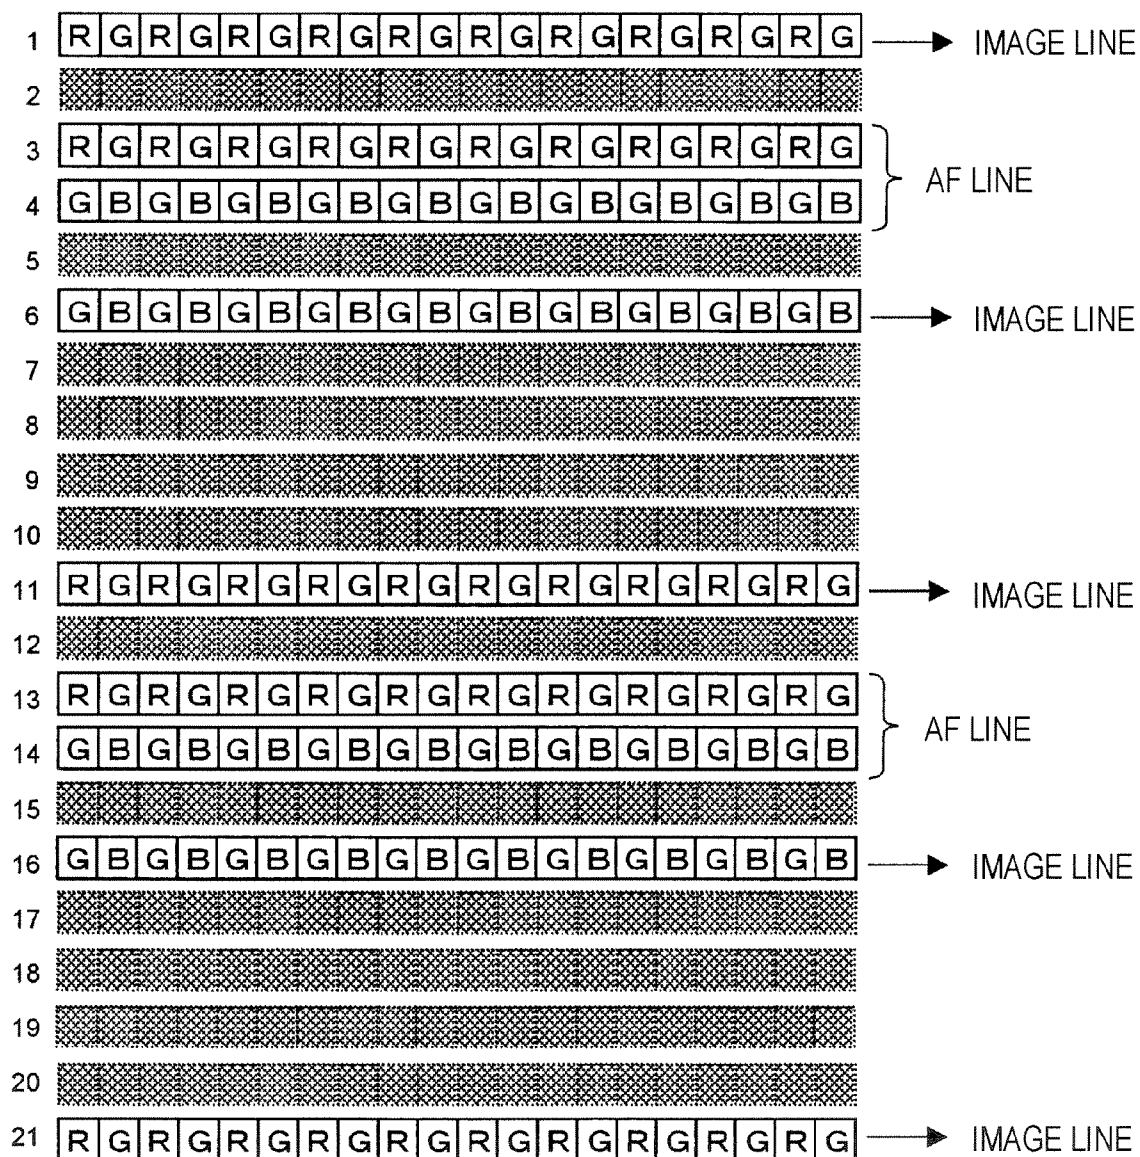 1 R G R G R G R G R G R G R G R G R G R G IMAGE LINE
2
3 R G R G R G R G R G R G R G R G R G R G
AF LINE
4 G B G B G B G B G B G B G B G B G B G B
5
6 G B G B G B G B G B G B G B G B G B G B IMAGE LINE
7
8
9
10
11 R G R G R G R G R G R G R G R G R G R G IMAGE LINE
12
13 R G R G R G R G R G R G R G R G R G R G
AF LINE
14 G B G B G B G B G B G B G B G B G B G B
15
16 G B G B G B G B G B G B G B G B G B G B IMAGE LINE
17
18
19
20
21 R G R G R G R G R G R G R G R G R G R G IMAGE LINE